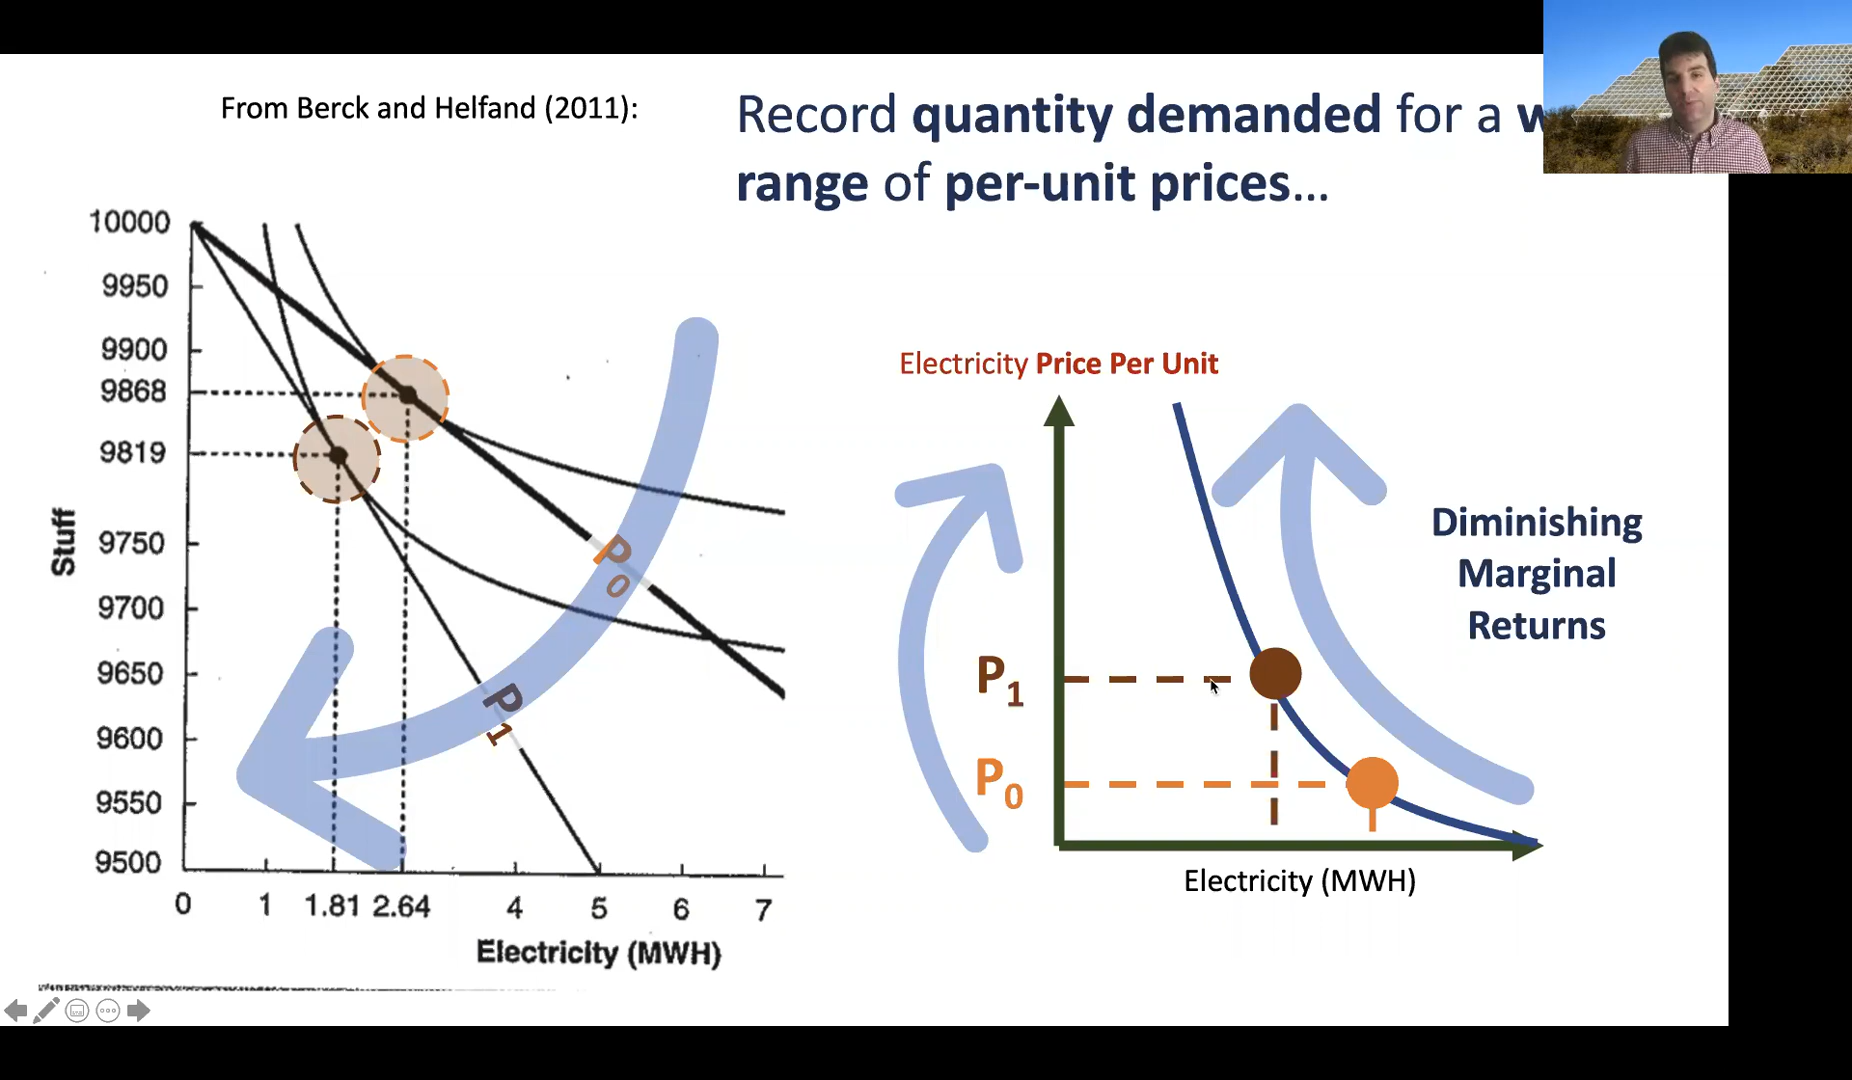 From Berck and Helfand (2011):
Record quantity demanded for a
range of per-unit prices...
10000
9950
9900
9868
9819
9750
9700
9650
9600
9550
9500
Stuff
P0
P1
0 1 1.81 2.64 4 5 6 7
Electricity (MWH)
Electricity Price Per Unit
P1
P0
Electricity (MWH)
Diminishing
Marginal
Returns